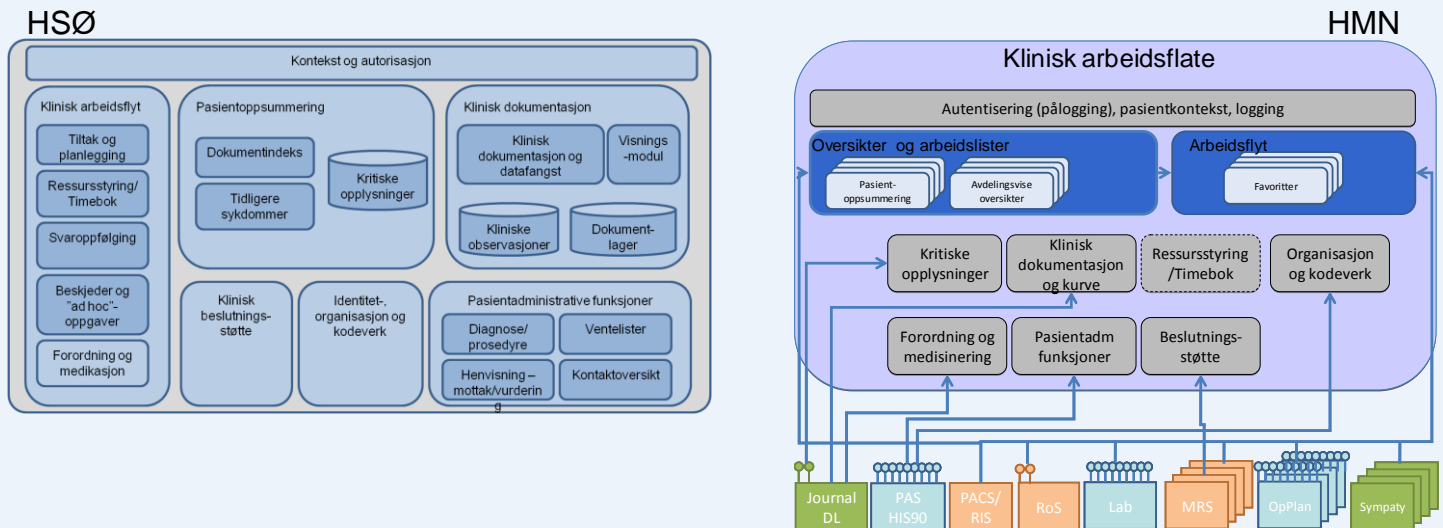 HSØ
Kontekst og autorisasjon
Klinisk arbeidsflyt
Tiltak og
planlegging
Ressursstyring/
Timebok
Svaroppfølging
Beskjeder og
"ad hoc"-
oppgaver
Forordning og
medikasjon
Pasientoppsummering
Dokumentindeks
Tidligere
sykdommer
Kritiske
opplysninger
Klinisk dokumentasjon
Klinisk
dokumentasjon og
datafangst
Visnings
-modul
Kliniske
observasjoner
Dokument-
lager
Klinisk
beslutnings-
støtte
Identitet-,
organisasjon og
kodeverk
Pasientadministrative funksjoner
Diagnose/
prosedyre
Ventelister
Henvisning –
mottak/vurderin
g
Kontaktoversikt
HMN
Klinisk arbeidsflate
Autentisering (pålogging), pasientkontekst, logging
Oversikter og arbeidslister
Pasient-
oppsummering
Avdelingsvise
oversikter
Arbeidsflyt
Favoritter
Kritiske
opplysninger
Klinisk
dokumentasjon
og kurve
Ressursstyring
/Timebok
Organisasjon
og kodeverk
Forordning og
medisinering
Pasientadm
funksjoner
Beslutnings-
støtte
Journal
DL
PAS
HIS90
PACS/
RIS
RoS
Lab
MRS
OpPlan
Sympaty